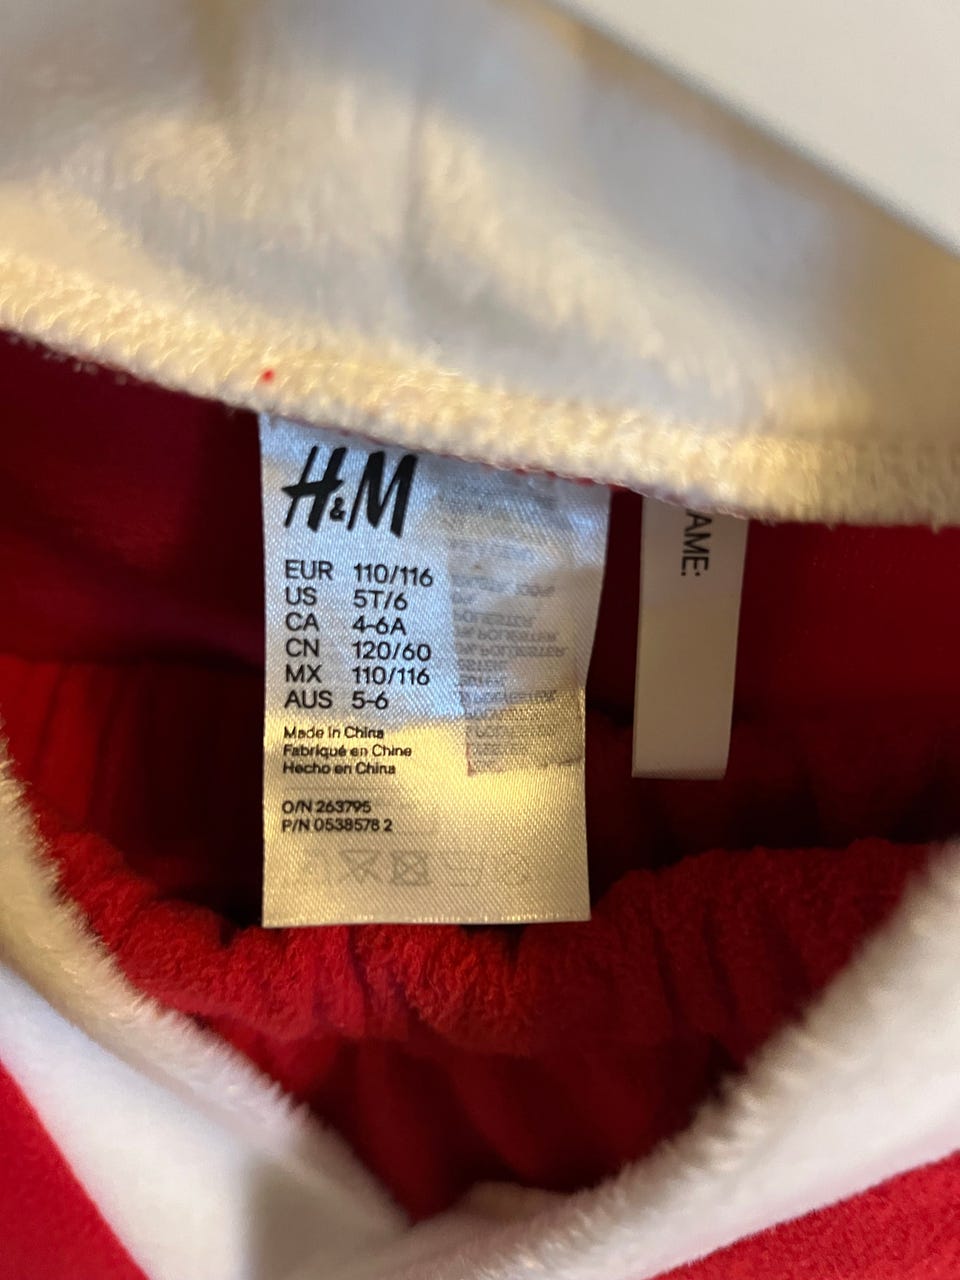 H&M
EUR 110/116
US 5T/6
CA 4-6A
CN 120/60
MX 110/116
AUS 5-6
Made in China
Fabriqué en Chine
Hecho en China
O/N 263795
P/N 0538578 2
AME: